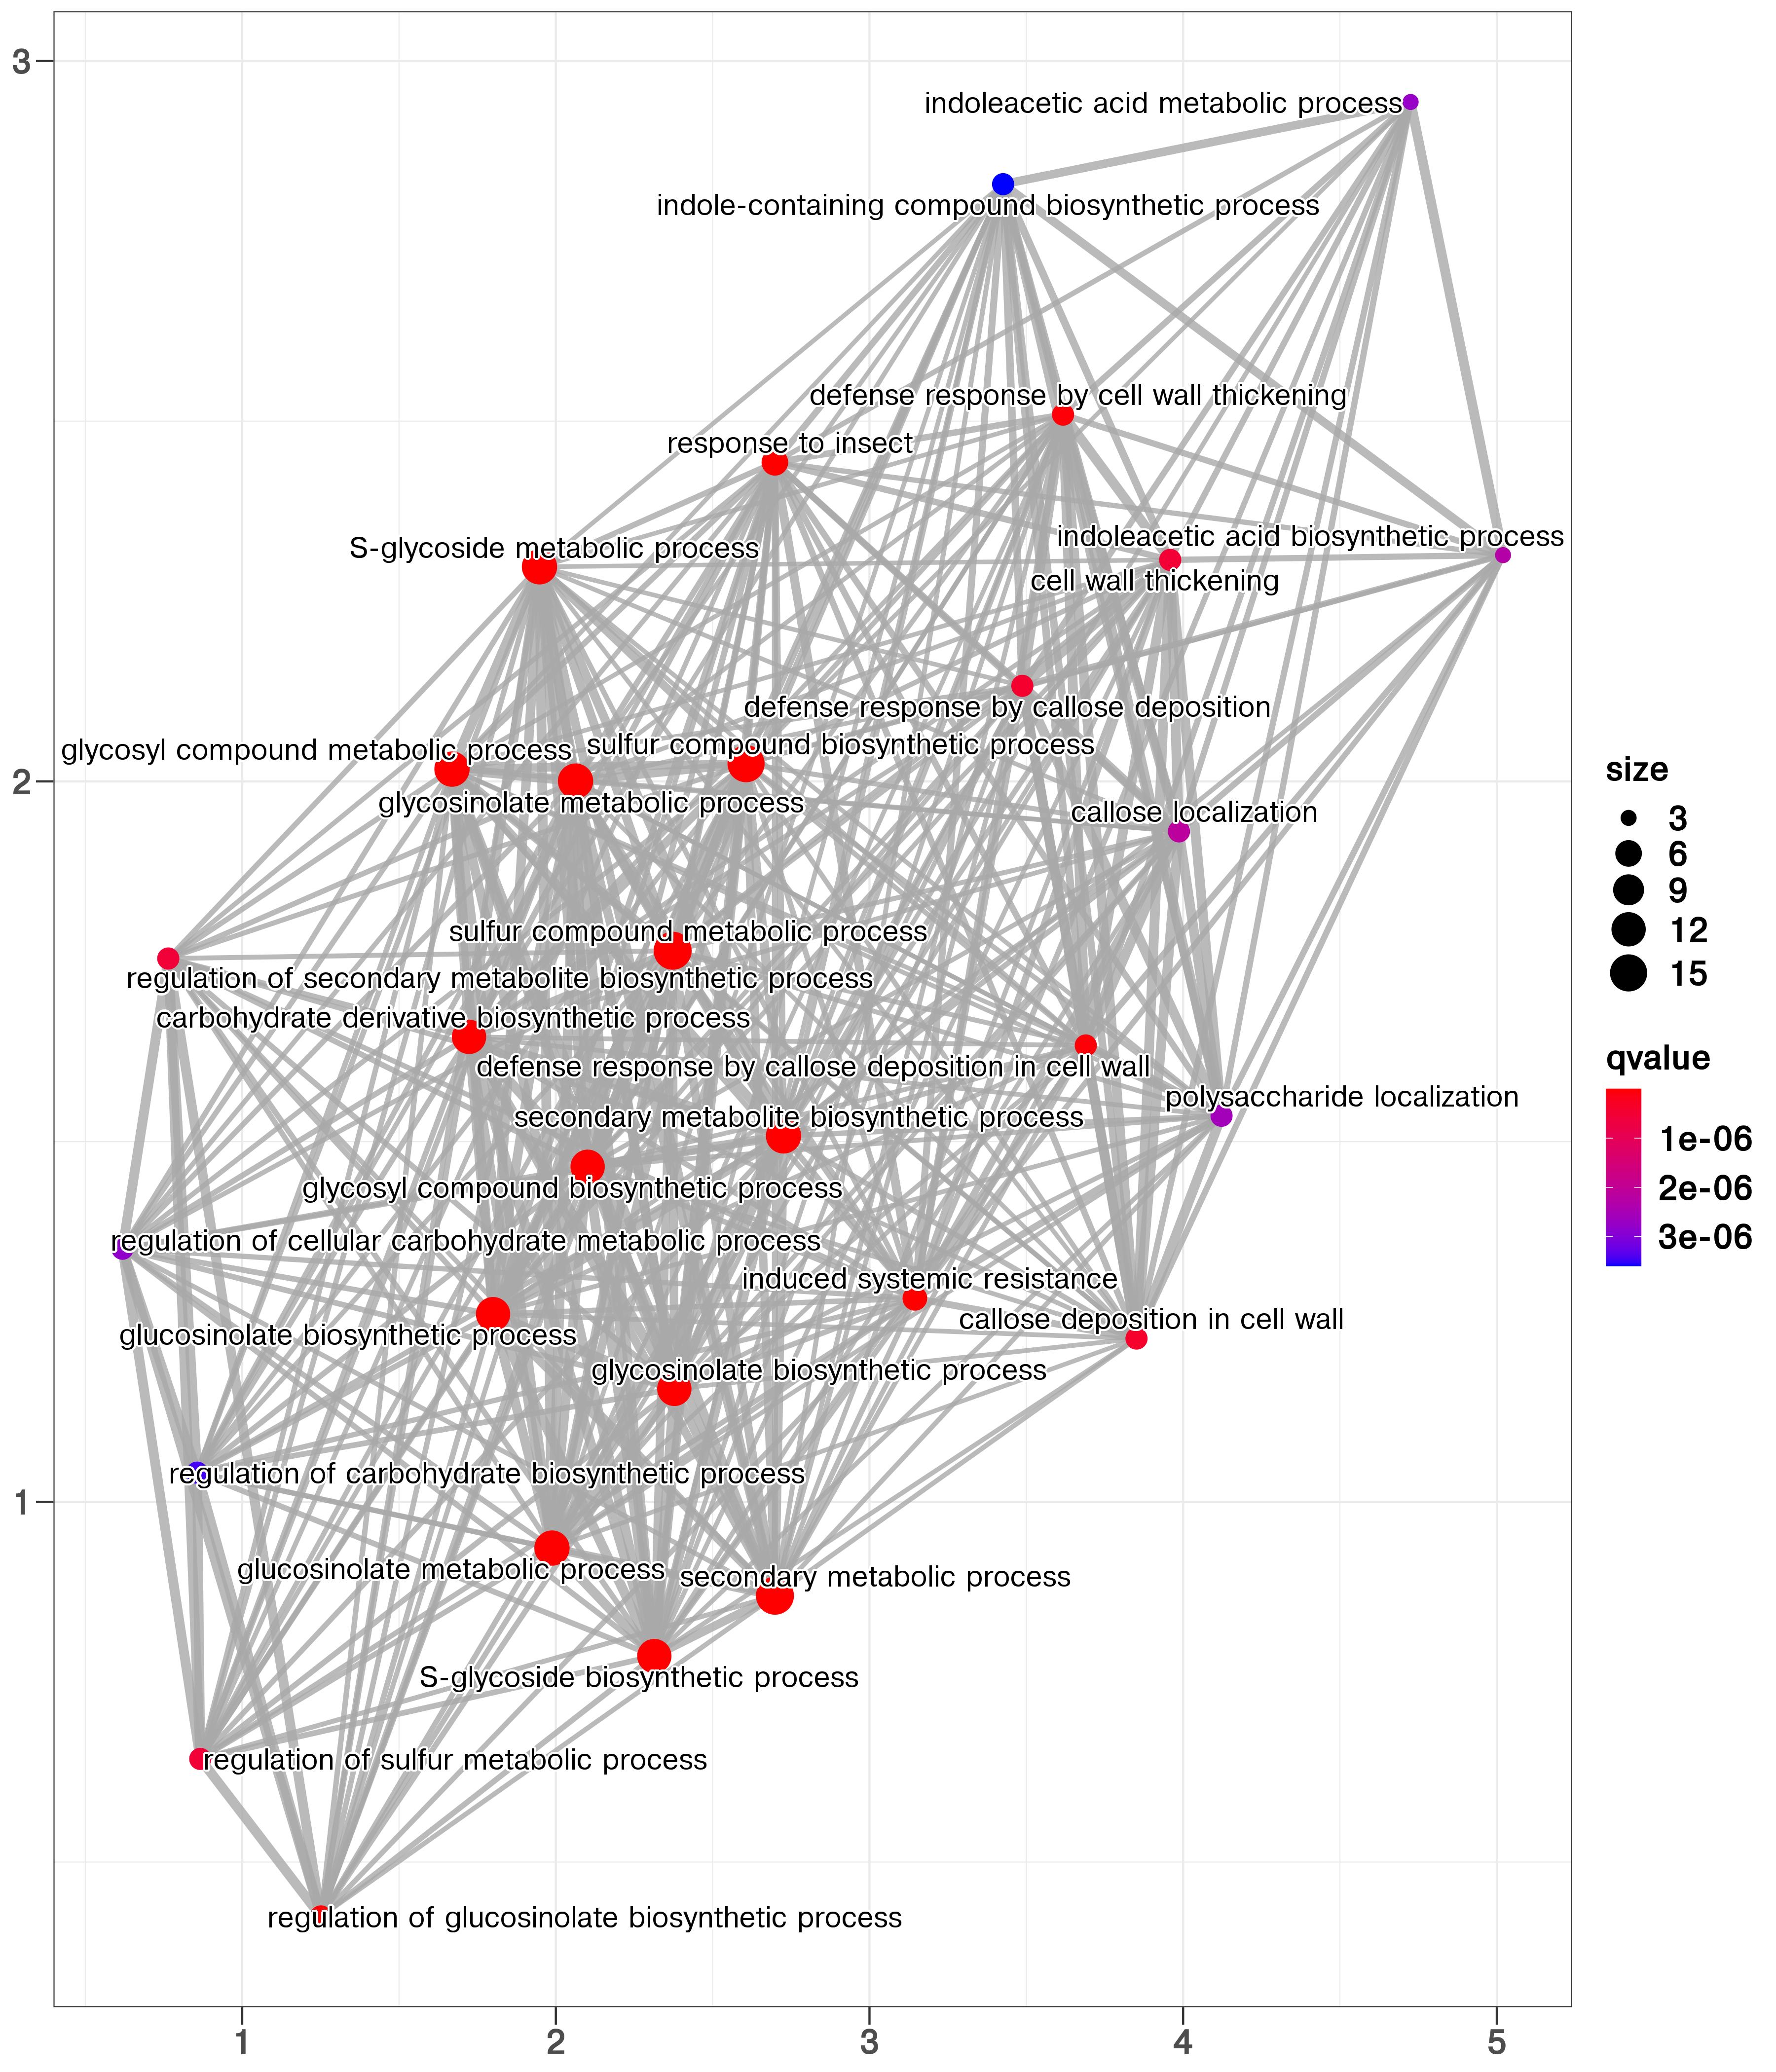 3
indoleacetic acid metabolic process
indole-containing compound biosynthetic process
defense response by cell wall thickening
response to insect
indoleacetic acid biosynthetic process
S-glycoside metabolic process
cell wall thickening
defense response by callose deposition
sulfur compound biosynthetic process
glycosyl compound metabolic process
2
glycosinolate metabolic process
callose localization
sulfur compound metabolic process
regulation of secondary metabolite biosynthetic process
carbohydrate derivative biosynthetic process
defense response by callose deposition in cell wall
polysaccharide localization
secondary metabolite biosynthetic process
glycosyl compound biosynthetic process
regulation of cellular carbohydrate metabolic process
induced systemic resistance
callose deposition in cell wall
glucosinolate biosynthetic process
glycosinolate biosynthetic process
regulation of carbohydrate biosynthetic process
1
glucosinolate metabolic process
secondary metabolic process
S-glycoside biosynthetic process
regulation of sulfur metabolic process
regulation of glucosinolate biosynthetic process
1 2 3 4 5
size
3
6
9
12
15
qvalue
1e-06
2e-06
3e-06